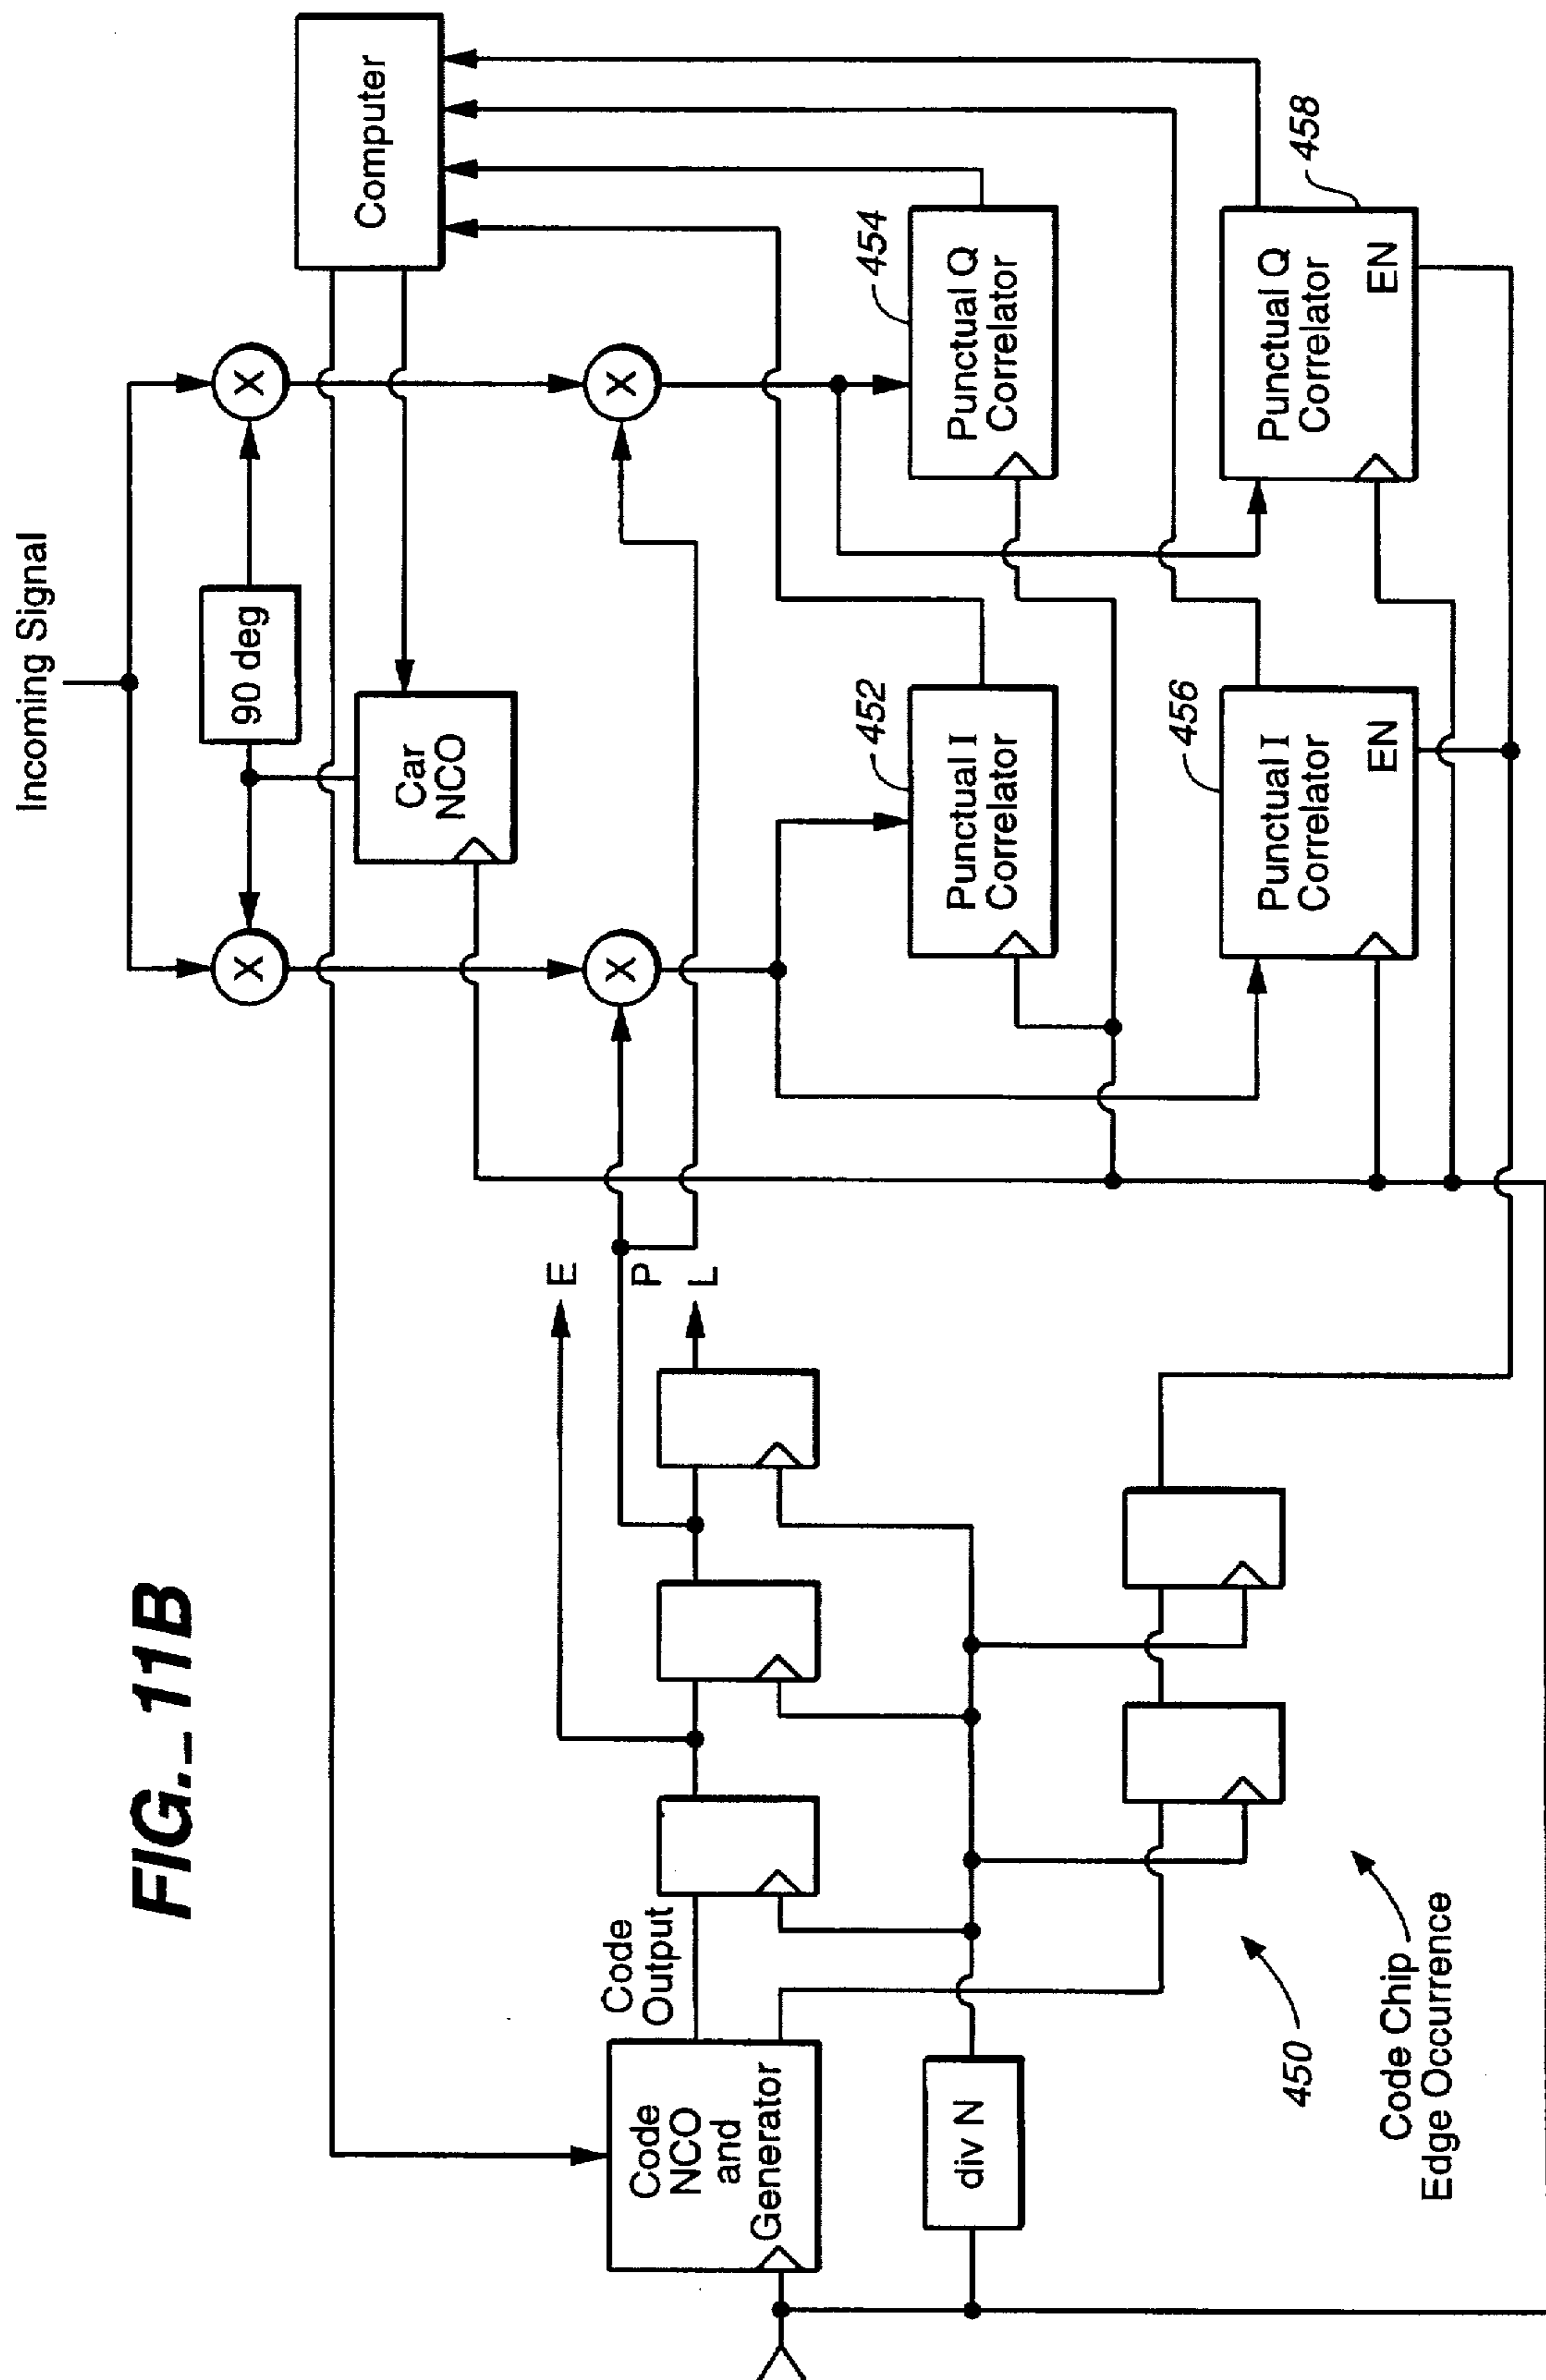 FIG._11B
Incoming Signal
Computer
X
X
90 deg
Car
NCO
X
X
454
Punctual Q
Correlator
452
Punctual I
Correlator
458
Punctual Q
Correlator
EN
456
Punctual I
Correlator
EN
E
P
L
Code
Output
Code
NCO
and
Generator
div N
450
Code Chip
Edge Occurrence